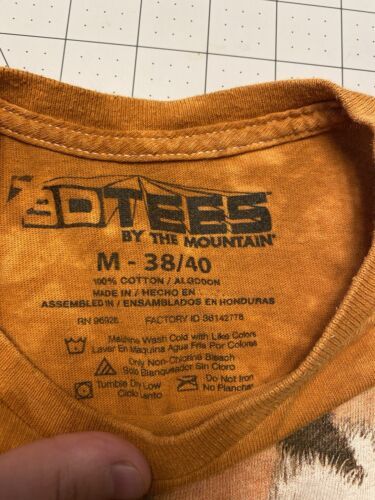 3DTEES
BY THE MOUNTAIN®
M - 38/40
100% COTTON / ALGODON
MADE IN / HECHO EN
ASSEMBLED IN / ENSAMBLADOS EN HONDURAS
RN 96928 FACTORY ID 36142778
Machine Wash Cold with Like Colors
Lavar En Maquina Agua Fria Por Colores
Only Non-Chlorine Bleach
Solo Blanqueador Sin Cloro
Tumble Dry Low Do Not Iron
Ciclo Lento No Planchar